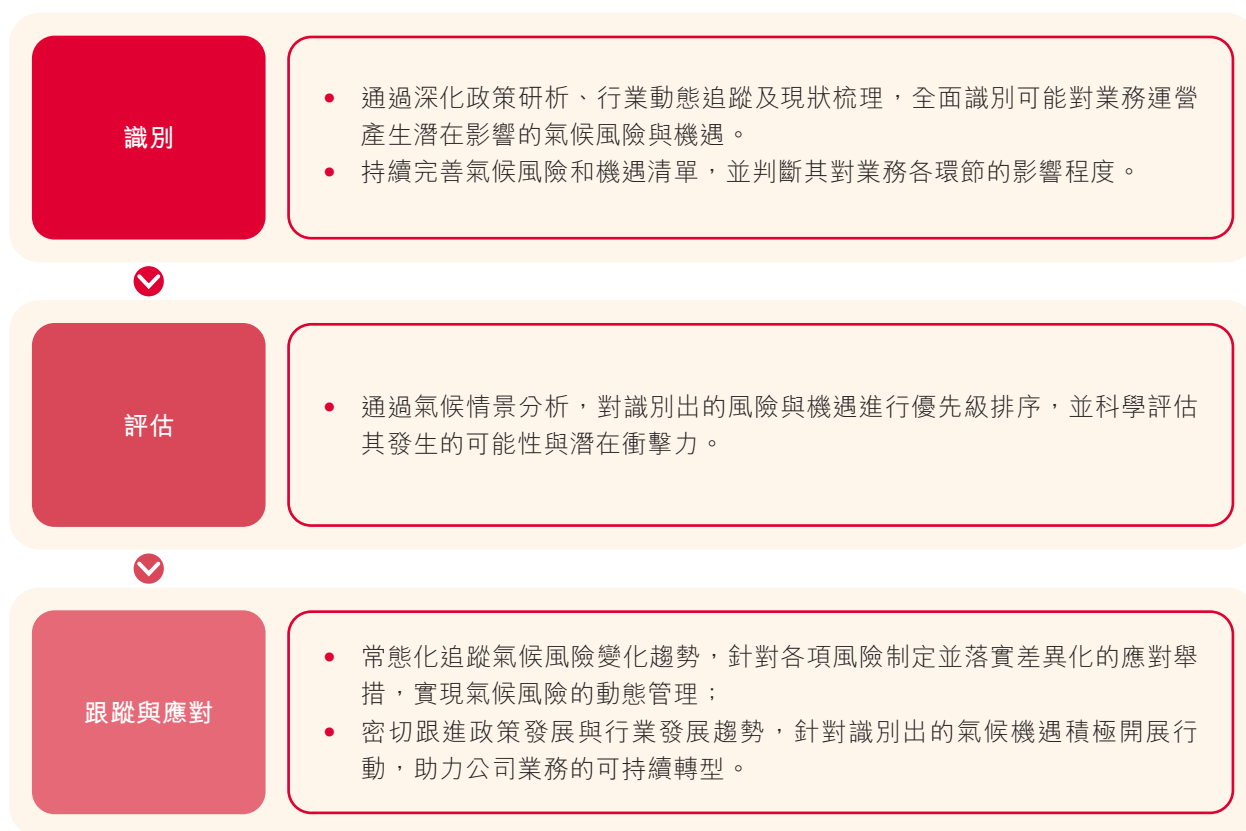 識別
• 通過深化政策研析、行業動態追蹤及現狀梳理，全面識別可能對業務運營
產生潛在影響的氣候風險與機遇。
• 持續完善氣候風險和機遇清單，並判斷其對業務各環節的影響程度。
評估
• 通過氣候情景分析，對識別出的風險與機遇進行優先級排序，並科學評估
其發生的可能性與潛在衝擊力。
跟蹤與應對
• 常態化追蹤氣候風險變化趨勢，針對各項風險制定並落實差異化的應對舉
措，實現氣候風險的動態管理；
• 密切跟進政策發展與行業發展趨勢，針對識別出的氣候機遇積極開展行
動，助力公司業務的可持續轉型。